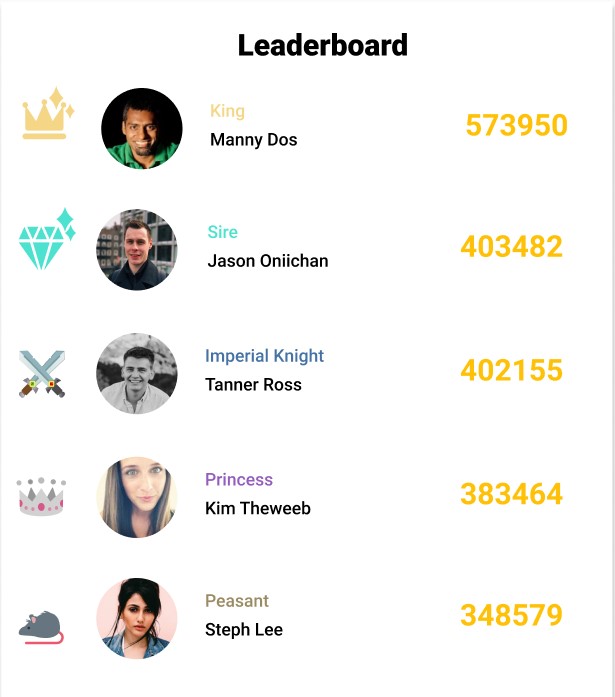 Leaderboard
King
Manny Dos
573950
Sire
Jason Oniichan
403482
Imperial Knight
Tanner Ross
402155
Princess
Kim Theweeb
383464
Peasant
Steph Lee
348579